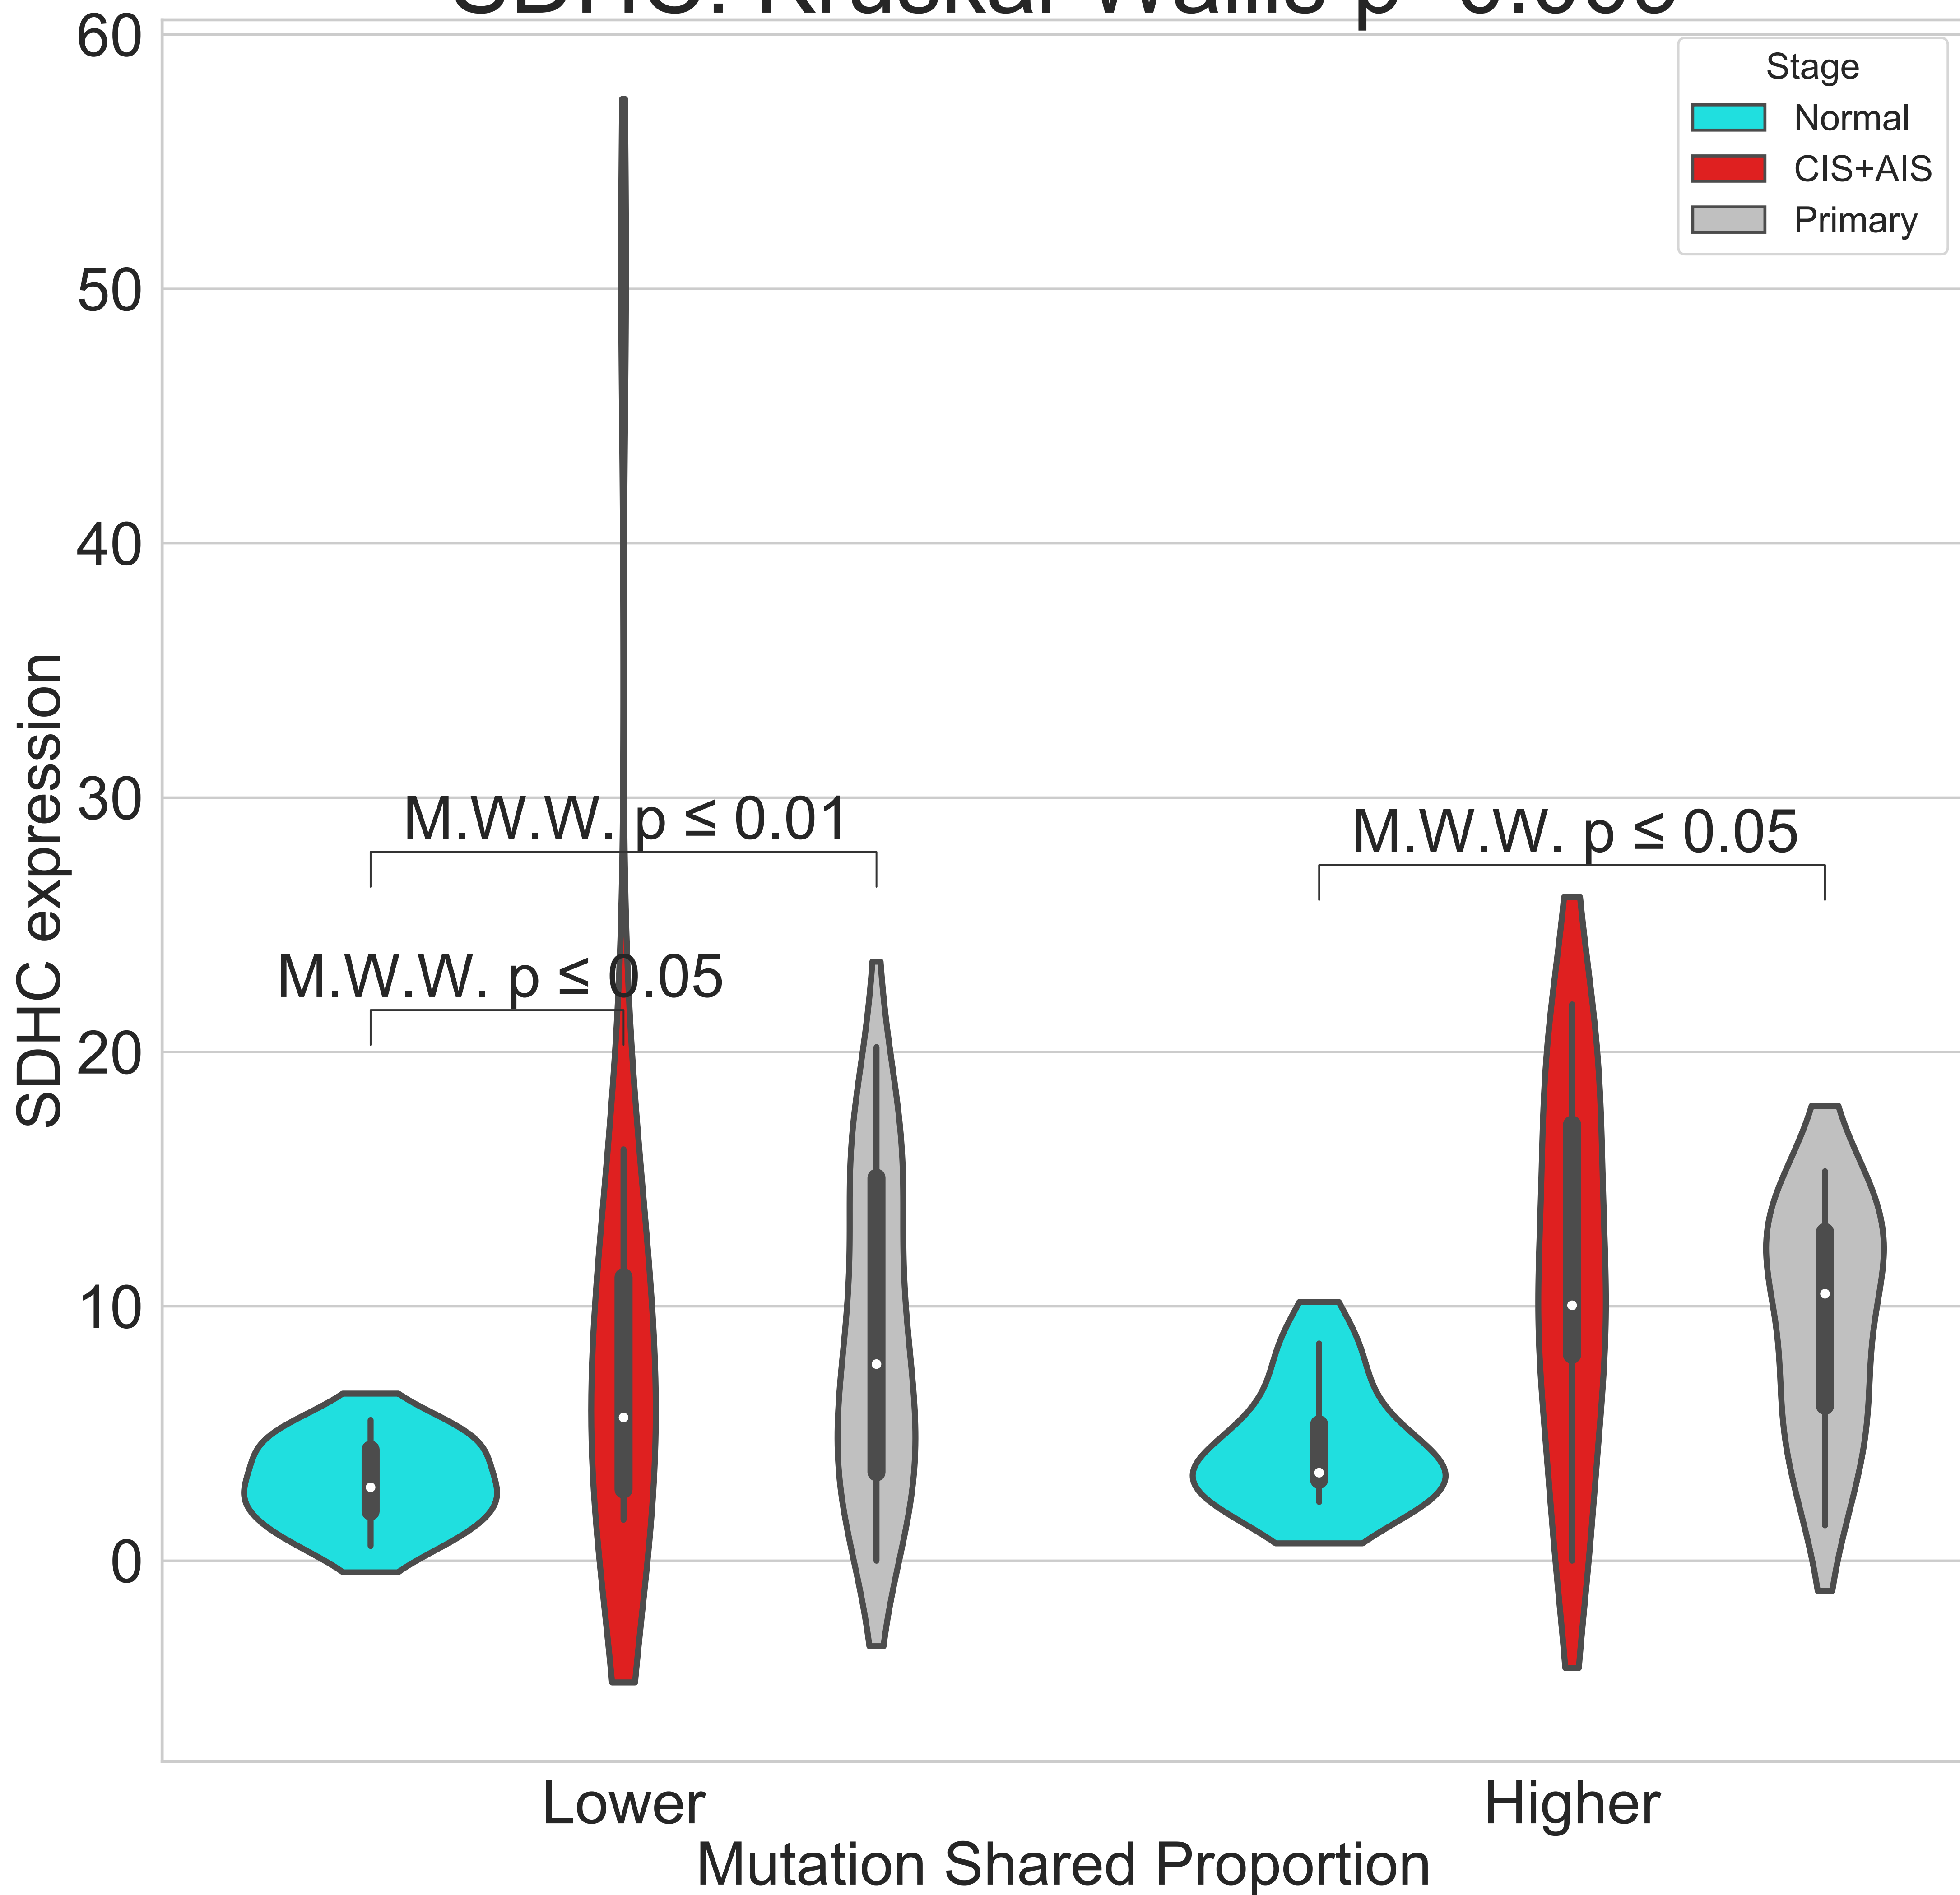 60
50
40
30
20
10
0
SDHC expression
Stage
Normal
CIS+AIS
Primary
M.W.W. p ≤ 0.01
M.W.W. p ≤ 0.05
M.W.W. p ≤ 0.05
Lower
Higher
Mutation Shared Proportion